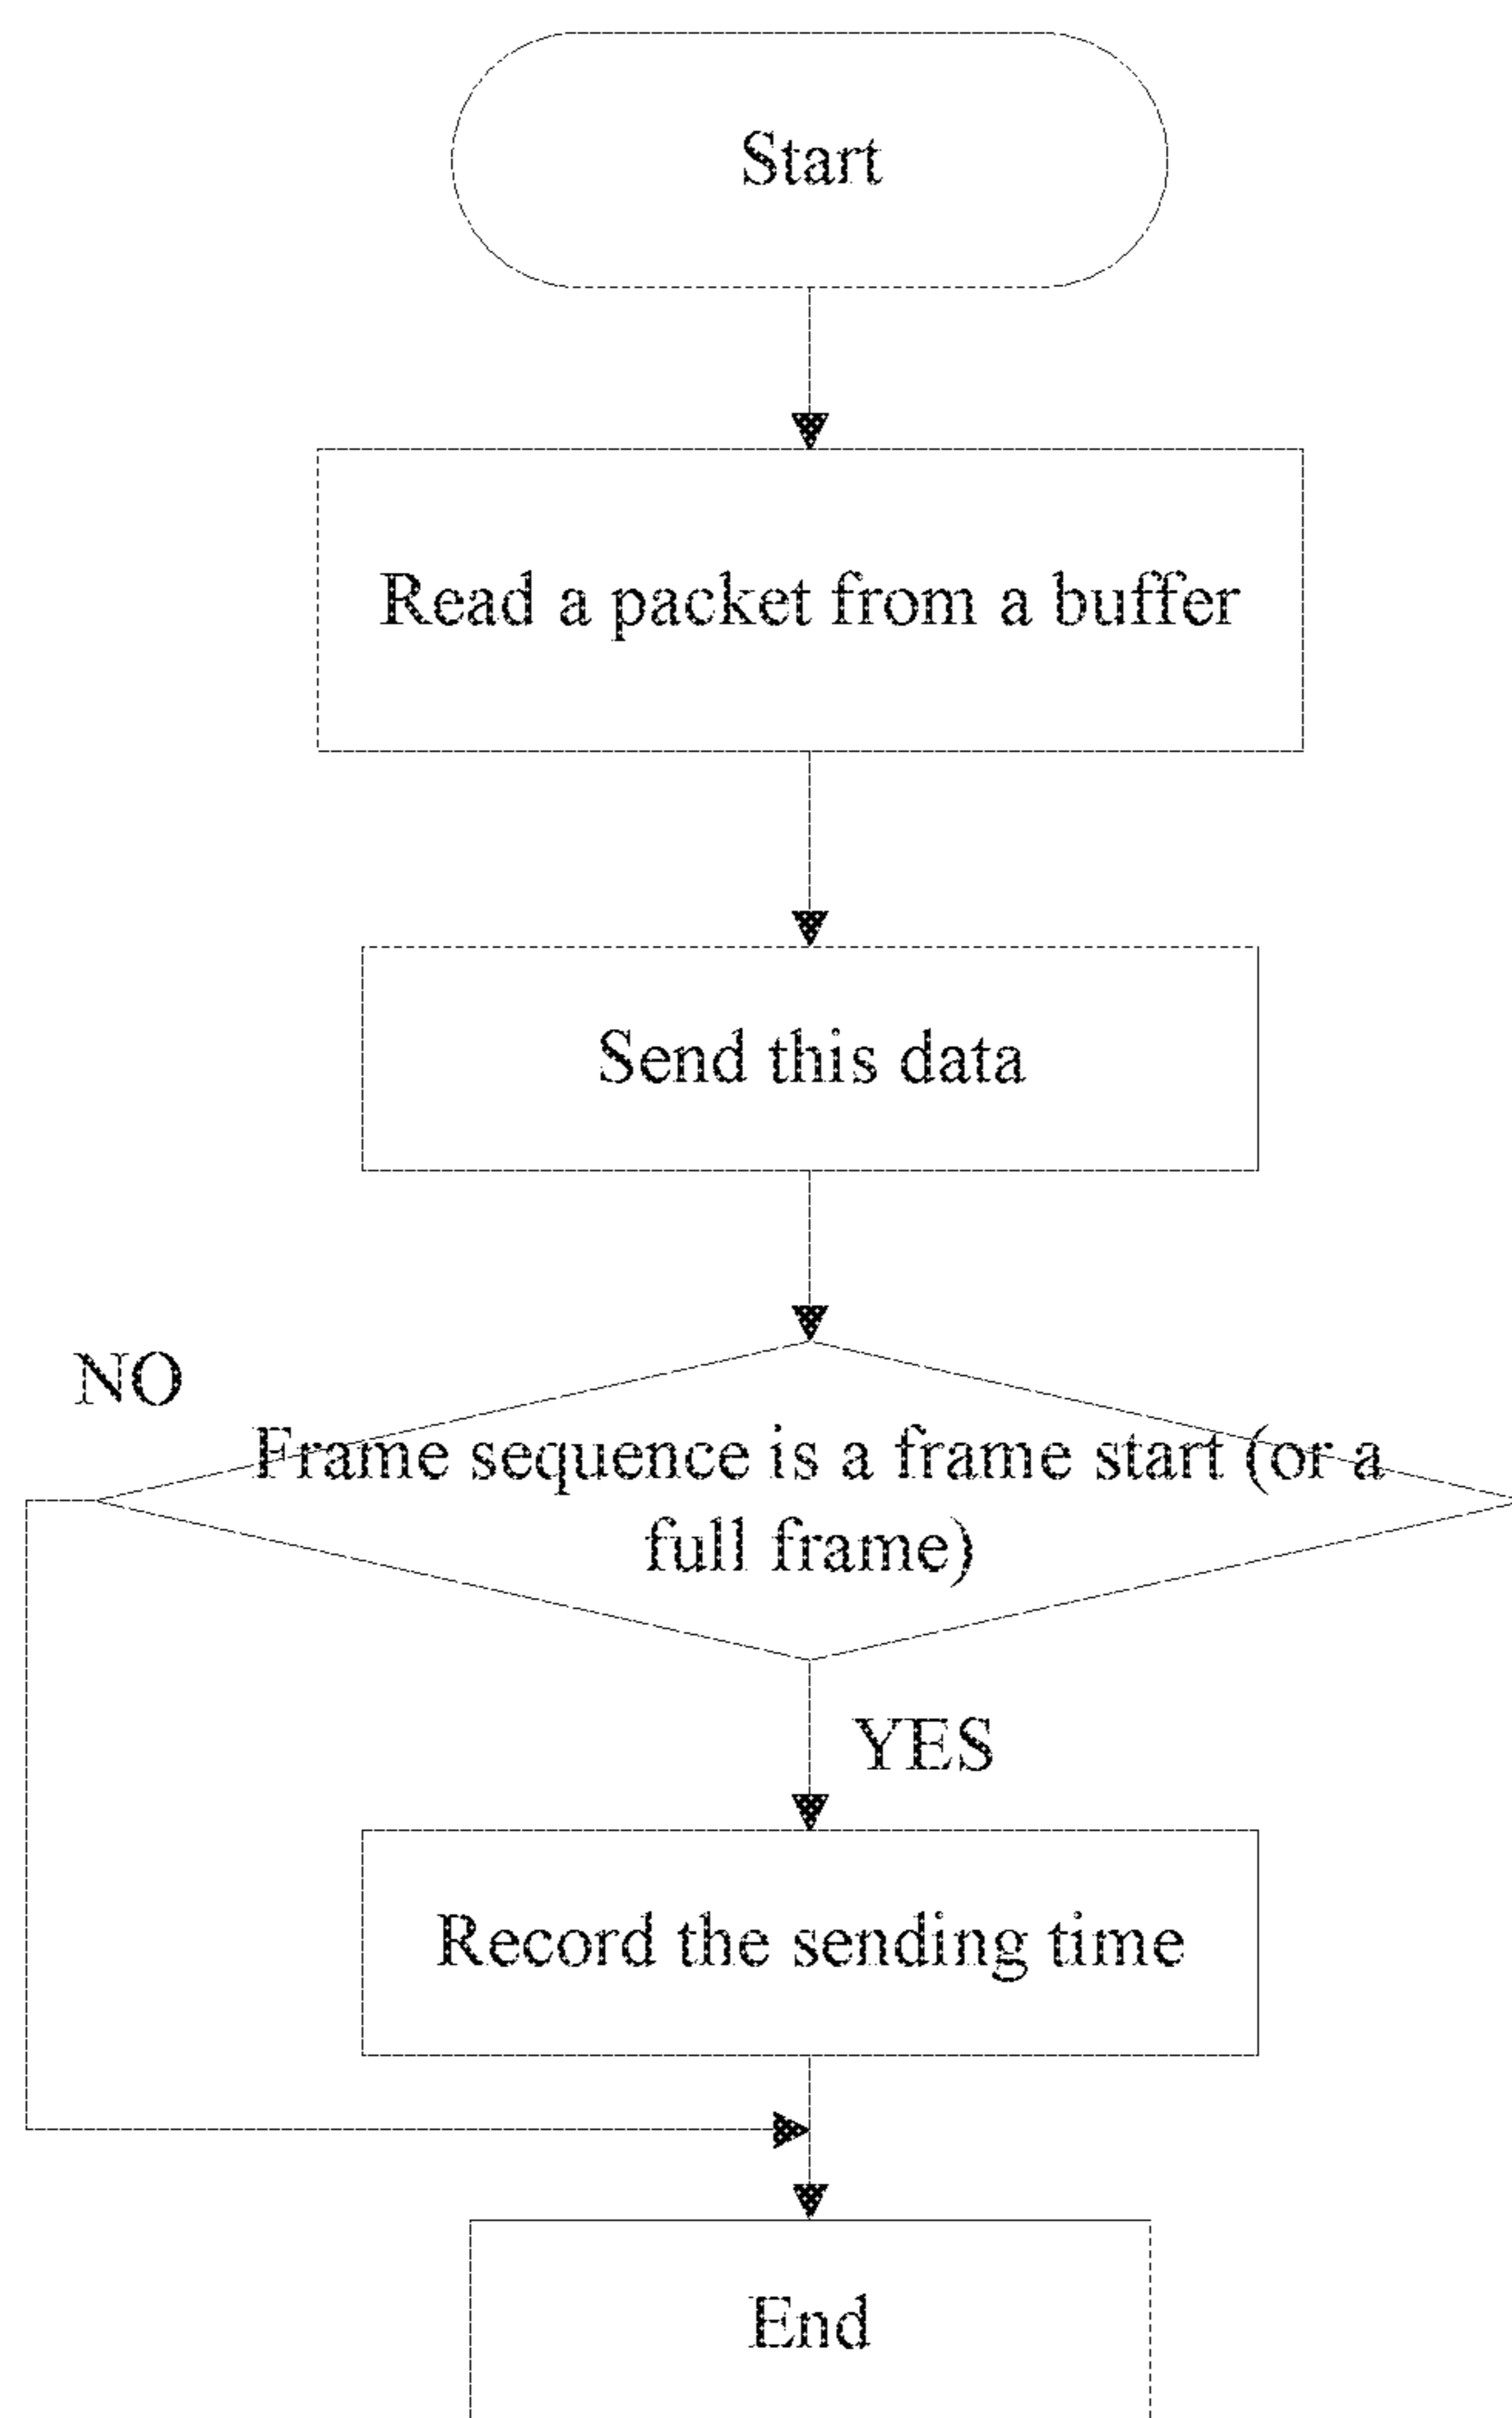 Start
Read a packet from a buffer
Send this data
NO
Frame sequence is a frame start (or a
full frame)
YES
Record the sending time
End